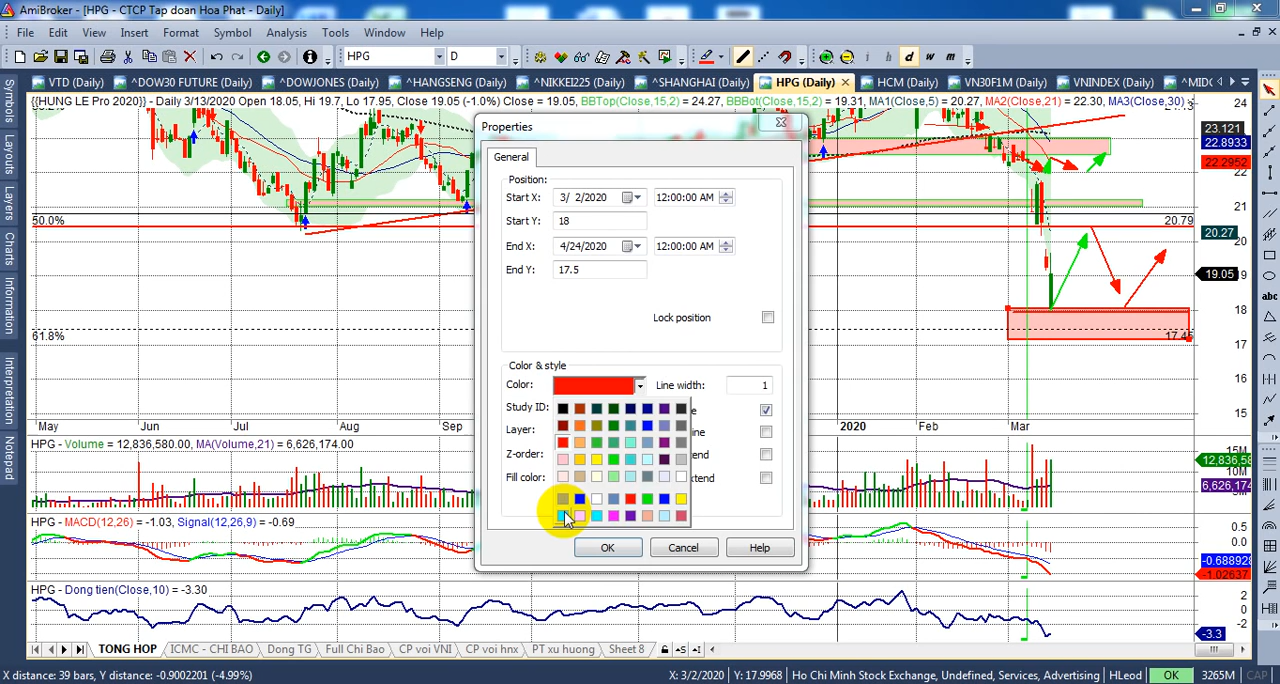 AmiBroker - [HPG - CTCP Tap doan Hoa Phat - Daily]
File Edit View Insert Format Symbol Analysis Tools Window Help
HPG D i h d w m
VTD (Daily) ^DOW30 FUTURE (Daily) ^DOWJONES (Daily) ^HANGSENG (Daily) ^NIKKEI225 (Daily) ^SHANGHAI (Daily) HPG (Daily) HCM (Daily) VN30F1M (Daily) VNINDEX (Daily) ^MIDC
{{HUNG LE Pro 2020}} - Daily 3/13/2020 Open 18.05, Hi 19.7, Lo 17.95, Close 19.05 (-1.0%) Close = 19.05, BBTop(Close,15,2) = 24.27, BBBot(Close,15,2) = 19.31, MA1(Close,5) = 20.27, MA2(Close,21) = 22.30, MA3(Close,30)
Symbols
Layouts
Layers
Charts
Information
Interpretation
Notepad
50.0%
61.8%
20.79
17.45
24
23.121
22.8933
22.2952
22
21
20.27
20
19.05
19
18
17
16
15
May Jun Jul Aug Sep 2020 Feb Mar
Properties
General
Position:
Start X: 3/ 2/2020 12:00:00 AM
Start Y: 18
End X: 4/24/2020 12:00:00 AM
End Y: 17.5
Lock position
Color & style
Color: Line width: 1
Study ID:
Layer:
Z-order:
Fill color:
OK Cancel Help
abc
HPG - Volume = 12,836,580.00, MA(Volume,21) = 6,626,174.00
15M
12,836,58
6,626,174
HPG - MACD(12,26) = -1.03, Signal(12,26,9) = -0.69
0.5
0.0
-0.688928
-1.02637
HPG - Dong tien(Close,10) = -3.30
2
0
-2
-3.3
TONG HOP ICMC - CHI BAO Dong TG Full Chi Bao CP voi VNI CP voi hnx PT xu huong Sheet 8
X distance: 39 bars, Y distance: -0.9002201 (-4.99%) X: 3/2/2020 Y: 17.9968 Ho Chi Minh Stock Exchange, Undefined, Services, Advertising HLeod OK 3265M CAP